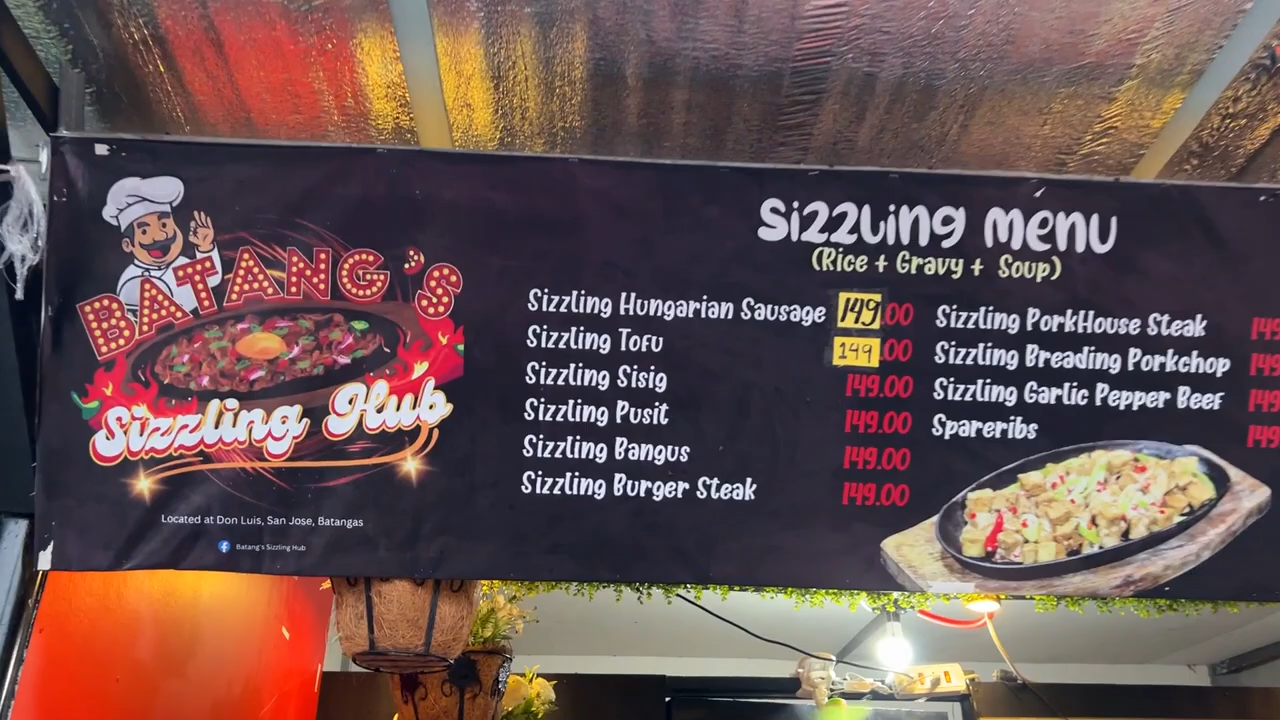 BATANG'S
Sizzling Hub
Located at Don Luis, San Jose, Batangas
Batang's Sizzling Hub
Sizzling Menu
(Rice + Gravy + Soup)
Sizzling Hungarian Sausage 149.00
Sizzling Tofu 149.00
Sizzling Sisig 149.00
Sizzling Pusit 149.00
Sizzling Bangus 149.00
Sizzling Burger Steak 149.00
Sizzling PorkHouse Steak
Sizzling Breading Porkchop
Sizzling Garlic Pepper Beef
Spareribs